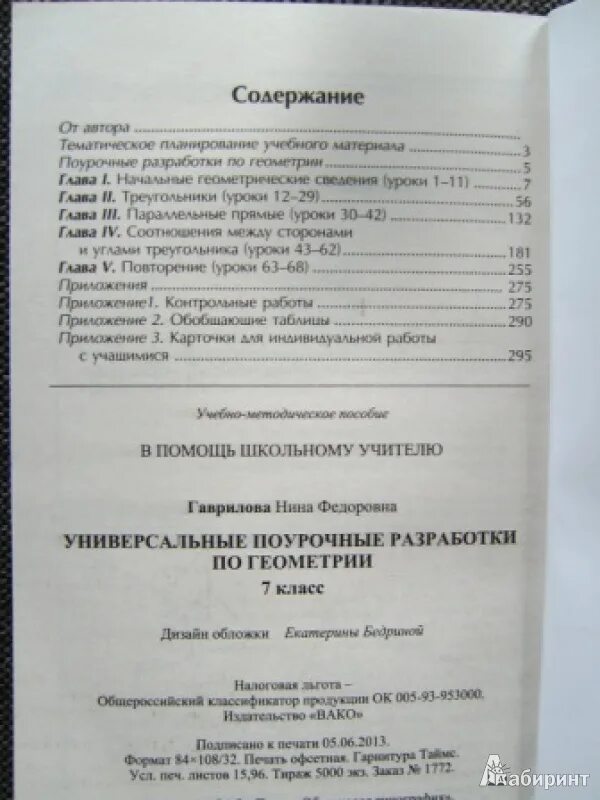 Содержание
От автора
Тематическое планирование учебного материала 3
Поурочные разработки по геометрии 5
Глава I. Начальные геометрические сведения (уроки 1–11) 7
Глава II. Треугольники (уроки 12–29) 56
Глава III. Параллельные прямые (уроки 30–42) 132
Глава IV. Соотношения между сторонами
и углами треугольника (уроки 43–62) 181
Глава V. Повторение (уроки 63–68) 255
Приложения 275
Приложение1. Контрольные работы 275
Приложение 2. Обобщающие таблицы 290
Приложение 3. Карточки для индивидуальной работы
с учащимися 295
Учебно-методическое пособие
В ПОМОЩЬ ШКОЛЬНОМУ УЧИТЕЛЮ
Гаврилова Нина Федоровна
УНИВЕРСАЛЬНЫЕ ПОУРОЧНЫЕ РАЗРАБОТКИ
ПО ГЕОМЕТРИИ
7 класс
Дизайн обложки Екатерины Бедриной
Налоговая льгота –
Общероссийский классификатор продукции ОК 005-93-953000.
Издательство «ВАКО»
Подписано к печати 05.06.2013.
Формат 84×108/32. Печать офсетная. Гарнитура Таймс.
Усл. печ. листов 15,96. Тираж 5000 экз. Заказ № 1772.
Лабиринт